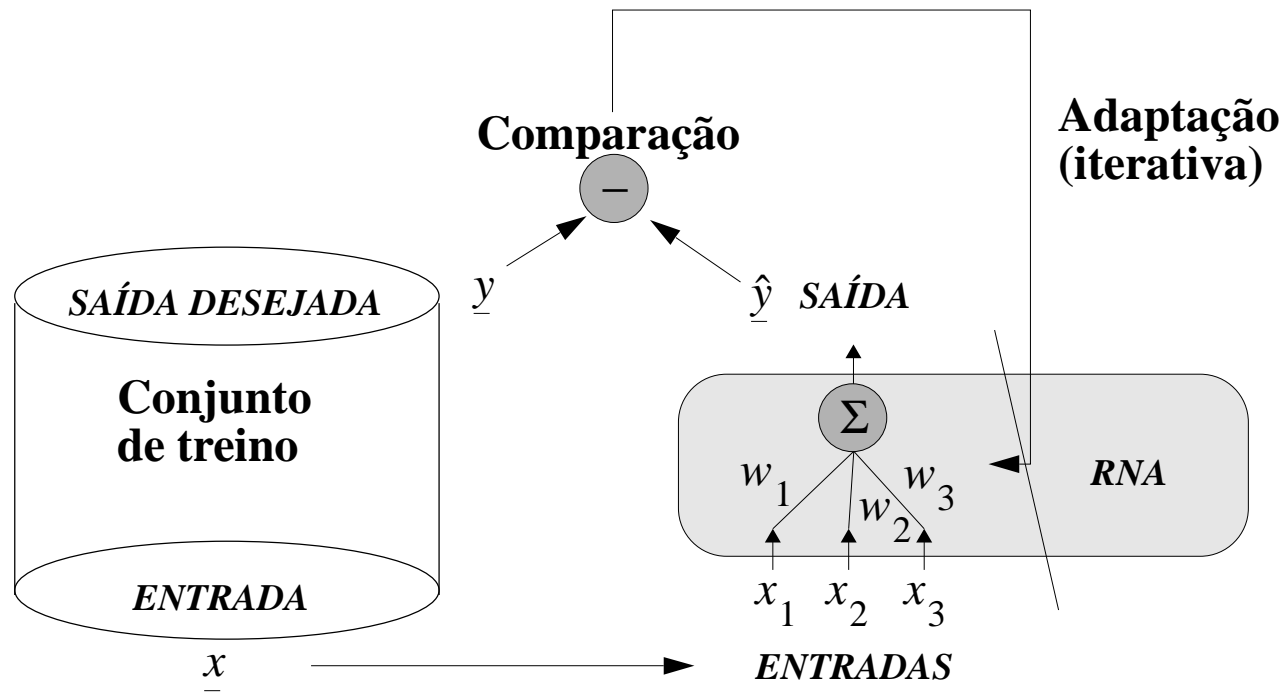 Comparação
−
Adaptação
(iterativa)
y
ŷ SAÍDA
SAÍDA DESEJADA
Conjunto
de treino
Σ
w1 w2 w3
RNA
ENTRADA
x1 x2 x3
x
ENTRADAS